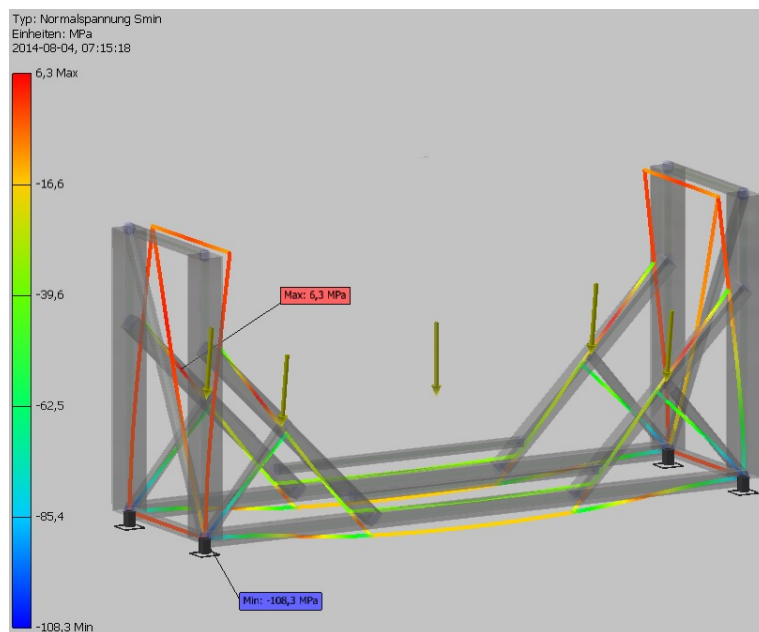 Typ: Normalspannung Smin
Einheiten: MPa
2014-08-04, 07:15:18
6,3 Max
-16,6
Max: 6,3 MPa
-39,6
-62,5
-85,4
Min: -108,3 MPa
-108,3 Min